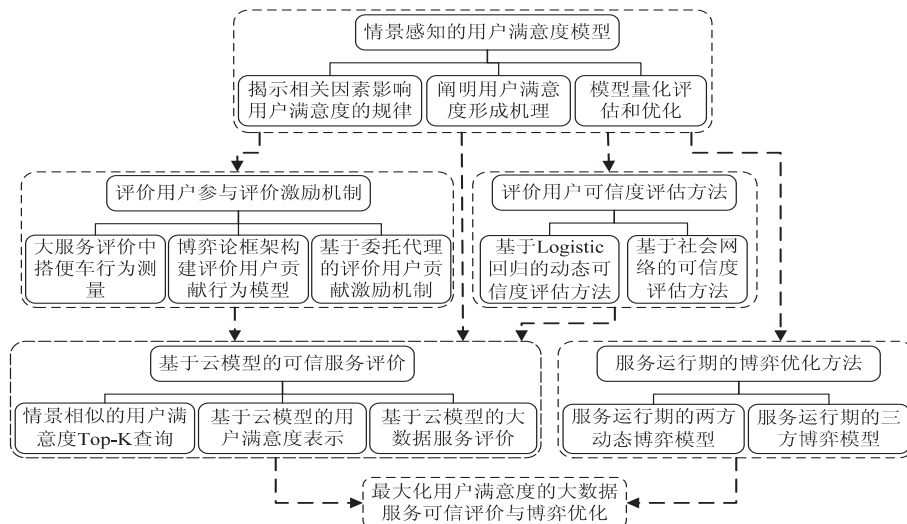 情景感知的用户满意度模型
揭示相关因素影响
用户满意度的规律
阐明用户满意
度形成机理
模型量化评
估和优化
评价用户参与评价激励机制
大服务评价中
搭便车行为测
量
博弈论框架构
建评价用户贡
献行为模型
基于委托代理
的评价用户贡
献激励机制
评价用户可信度评估方法
基于Logistic
回归的动态可
信度评估方法
基于社会网
络的可信度
评估方法
基于云模型的可信服务评价
情景相似的用户满
意度Top-K查询
基于云模型的用
户满意度表示
基于云模型的大
数据服务评价
服务运行期的博弈优化方法
服务运行期的两方
动态博弈模型
服务运行期的三
方博弈模型
最大化用户满意度的大数据
服务可信评价与博弈优化